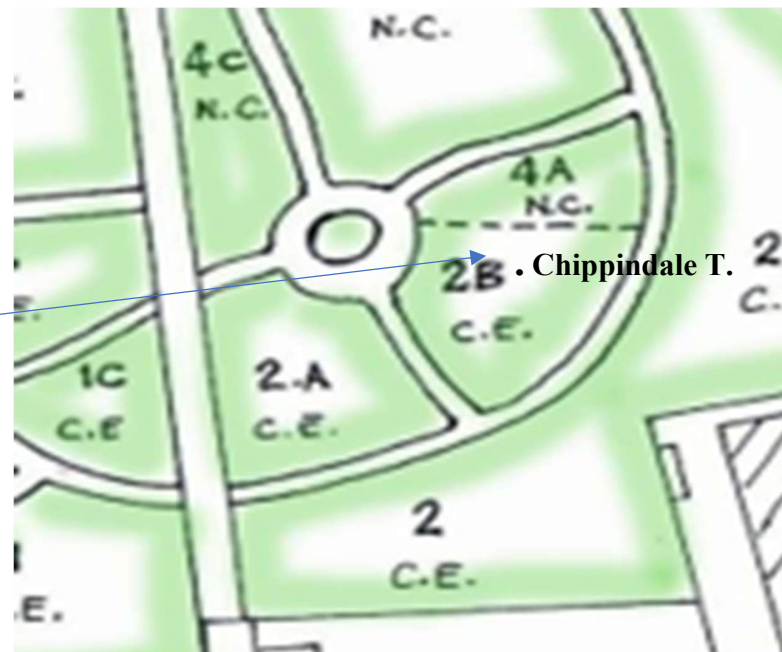 N.C.
4C
N.C.
4A
N.C.
2
C.
. Chippindale T.
2B
C.E.
E.
1C
C.E
2-A
C.E.
2
C.E.
E.